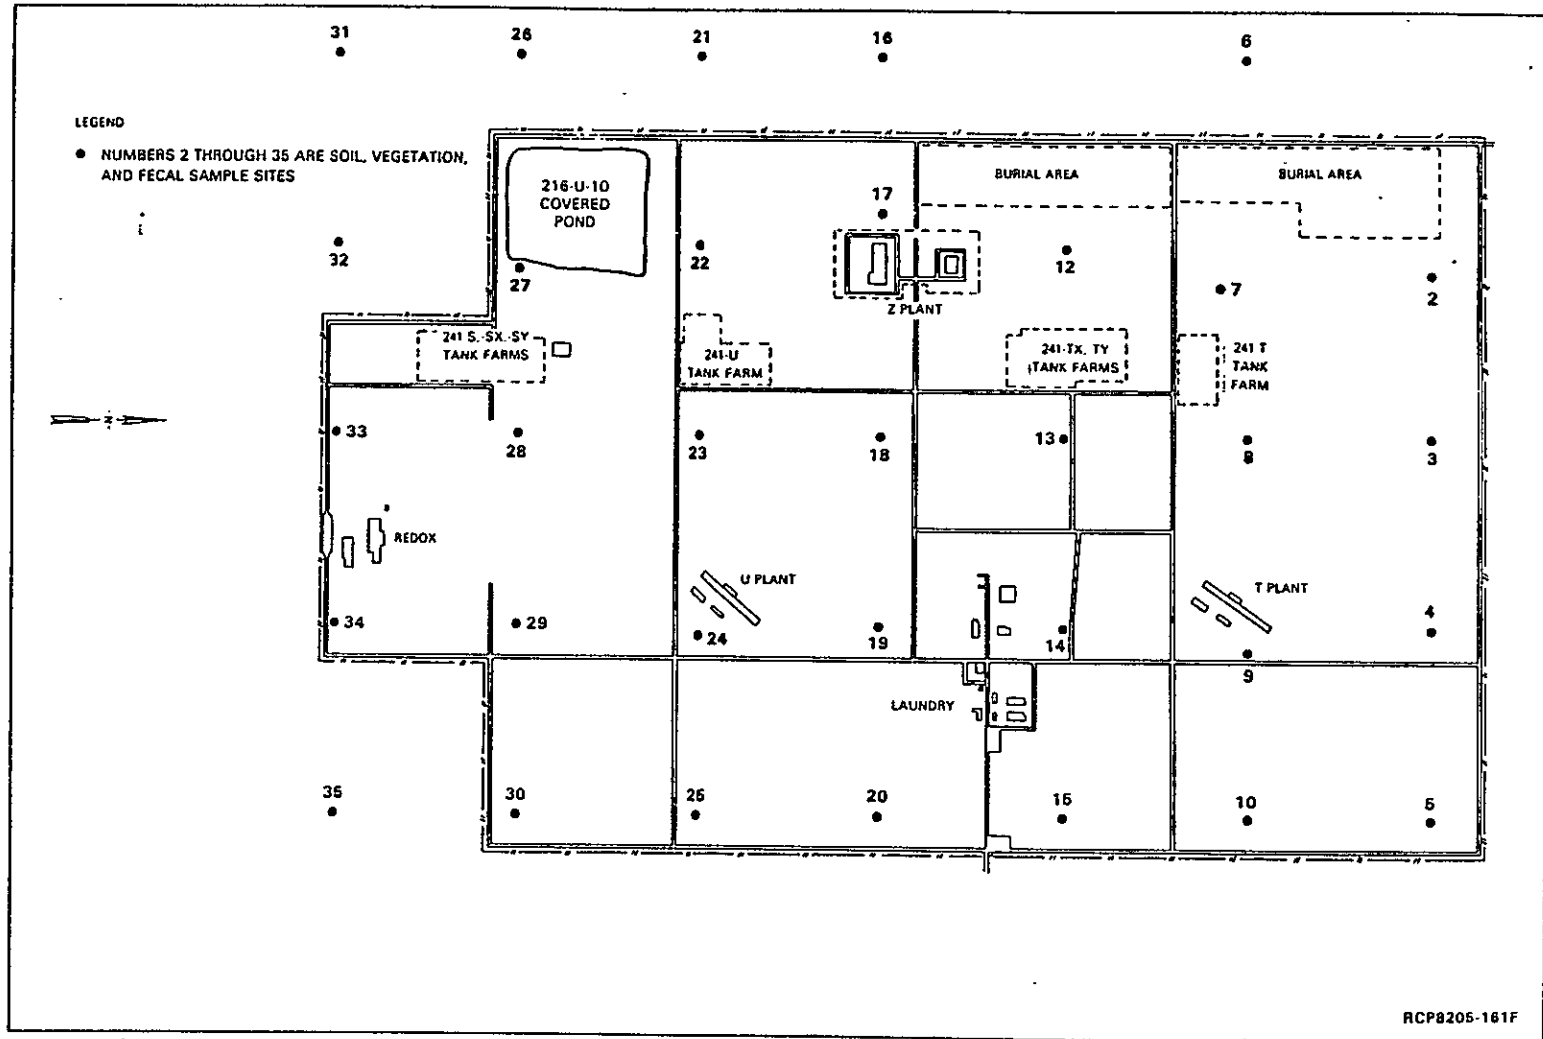 31
26
21
16
6
LEGEND
● NUMBERS 2 THROUGH 35 ARE SOIL, VEGETATION,
AND FECAL SAMPLE SITES
216-U-10
COVERED
POND
17
BURIAL AREA
BURIAL AREA
32
27
22
12
7
2
Z PLANT
241 S,-SX,-SY
TANK FARMS
241-U
TANK FARM
241-TX, TY
TANK FARMS
241 T
TANK
FARM
N
33
28
23
18
13
8
3
REDOX
U PLANT
T PLANT
34
29
24
19
14
4
9
LAUNDRY
35
30
25
20
15
10
5
RCP8205-161F